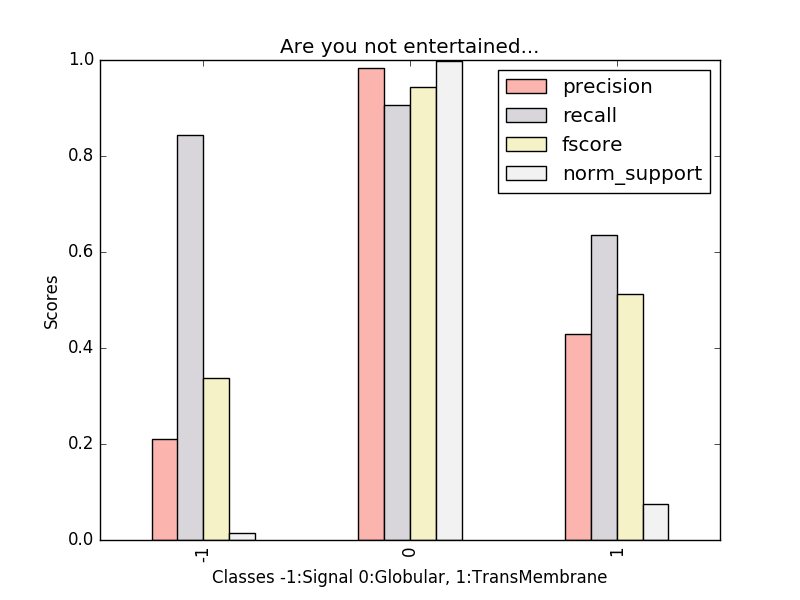 Are you not entertained...
1.0
0.8
0.6
0.4
0.2
0.0
Scores
precision
recall
fscore
norm_support
-1
0
1
Classes -1:Signal 0:Globular, 1:TransMembrane